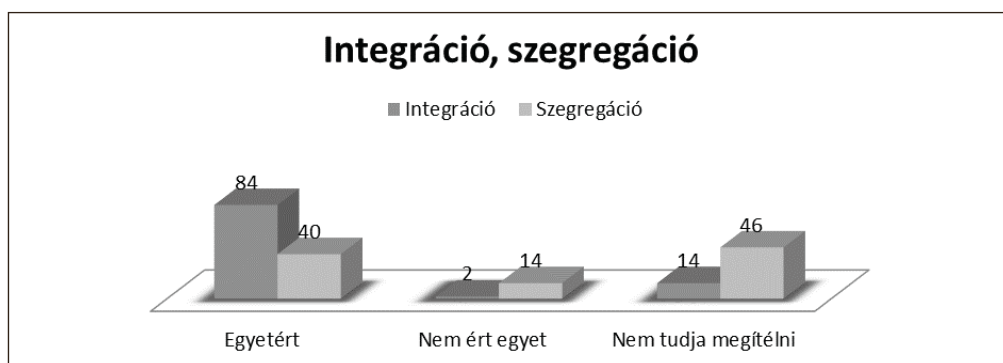 Integráció, szegregáció
Integráció Szegregáció
84 40 2 14 14 46
Egyetért Nem ért egyet Nem tudja megítélni